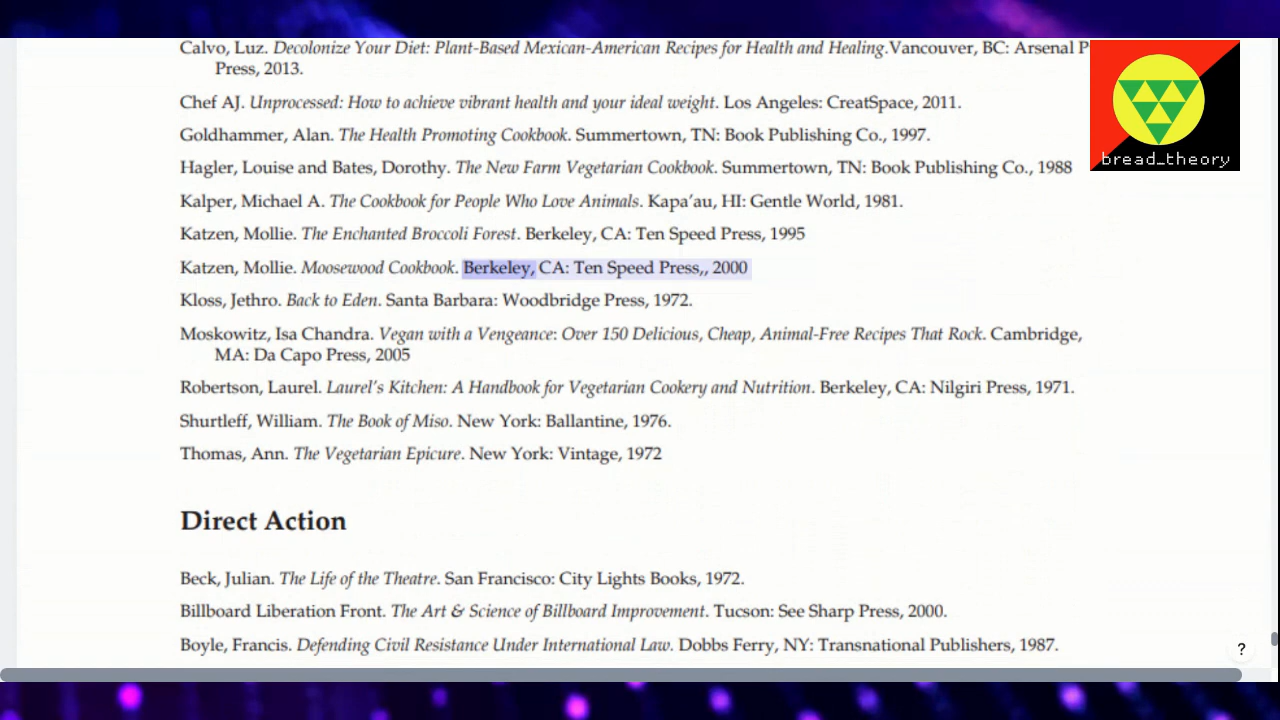 Calvo, Luz. Decolonize Your Diet: Plant-Based Mexican-American Recipes for Health and Healing.Vancouver, BC: Arsenal P
Press, 2013.
Chef AJ. Unprocessed: How to achieve vibrant health and your ideal weight. Los Angeles: CreatSpace, 2011.
Goldhammer, Alan. The Health Promoting Cookbook. Summertown, TN: Book Publishing Co., 1997.
Hagler, Louise and Bates, Dorothy. The New Farm Vegetarian Cookbook. Summertown, TN: Book Publishing Co., 1988
Kalper, Michael A. The Cookbook for People Who Love Animals. Kapa’au, HI: Gentle World, 1981.
Katzen, Mollie. The Enchanted Broccoli Forest. Berkeley, CA: Ten Speed Press, 1995
Katzen, Mollie. Moosewood Cookbook. Berkeley, CA: Ten Speed Press,, 2000
Kloss, Jethro. Back to Eden. Santa Barbara: Woodbridge Press, 1972.
Moskowitz, Isa Chandra. Vegan with a Vengeance: Over 150 Delicious, Cheap, Animal-Free Recipes That Rock. Cambridge,
MA: Da Capo Press, 2005
Robertson, Laurel. Laurel’s Kitchen: A Handbook for Vegetarian Cookery and Nutrition. Berkeley, CA: Nilgiri Press, 1971.
Shurtleff, William. The Book of Miso. New York: Ballantine, 1976.
Thomas, Ann. The Vegetarian Epicure. New York: Vintage, 1972
Direct Action
Beck, Julian. The Life of the Theatre. San Francisco: City Lights Books, 1972.
Billboard Liberation Front. The Art & Science of Billboard Improvement. Tucson: See Sharp Press, 2000.
Boyle, Francis. Defending Civil Resistance Under International Law. Dobbs Ferry, NY: Transnational Publishers, 1987.
bread_theory
?